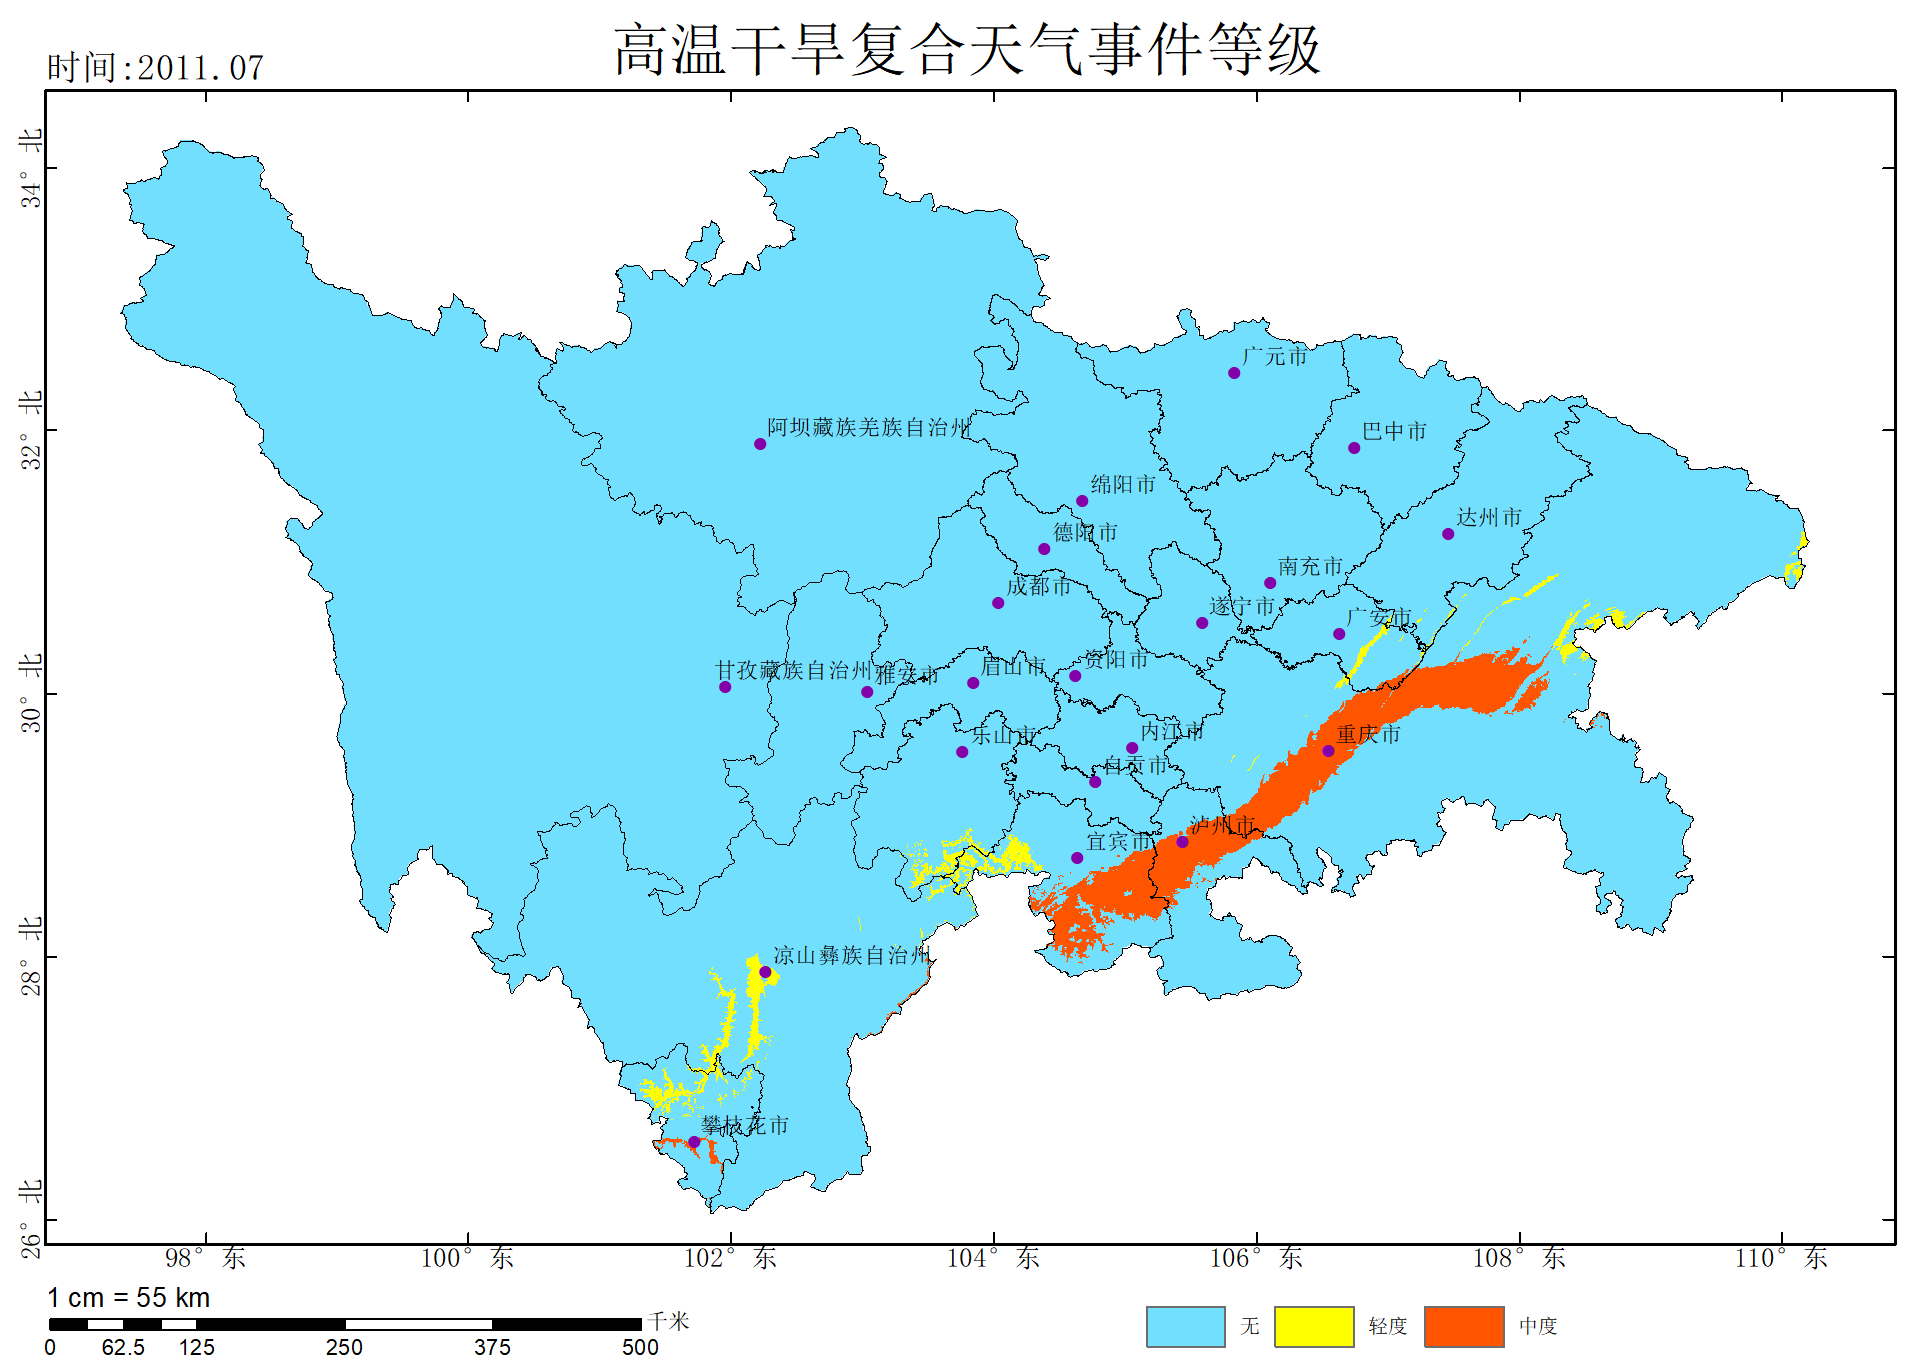 高温干旱复合天气事件等级
时间:2011.07
34° 北
32° 北
30° 北
28° 北
26° 北
广元市
阿坝藏族羌族自治州
巴中市
绵阳市
达州市
德阳市
南充市
成都市
遂宁市
广安市
甘孜藏族自治州
雅安市
眉山市
资阳市
乐山市
内江市
重庆市
自贡市
宜宾市
泸州市
凉山彝族自治州
攀枝花市
98° 东
100° 东
102° 东
104° 东
106° 东
108° 东
110° 东
1 cm = 55 km
千米
0 62.5 125 250 375 500
无
轻度
中度